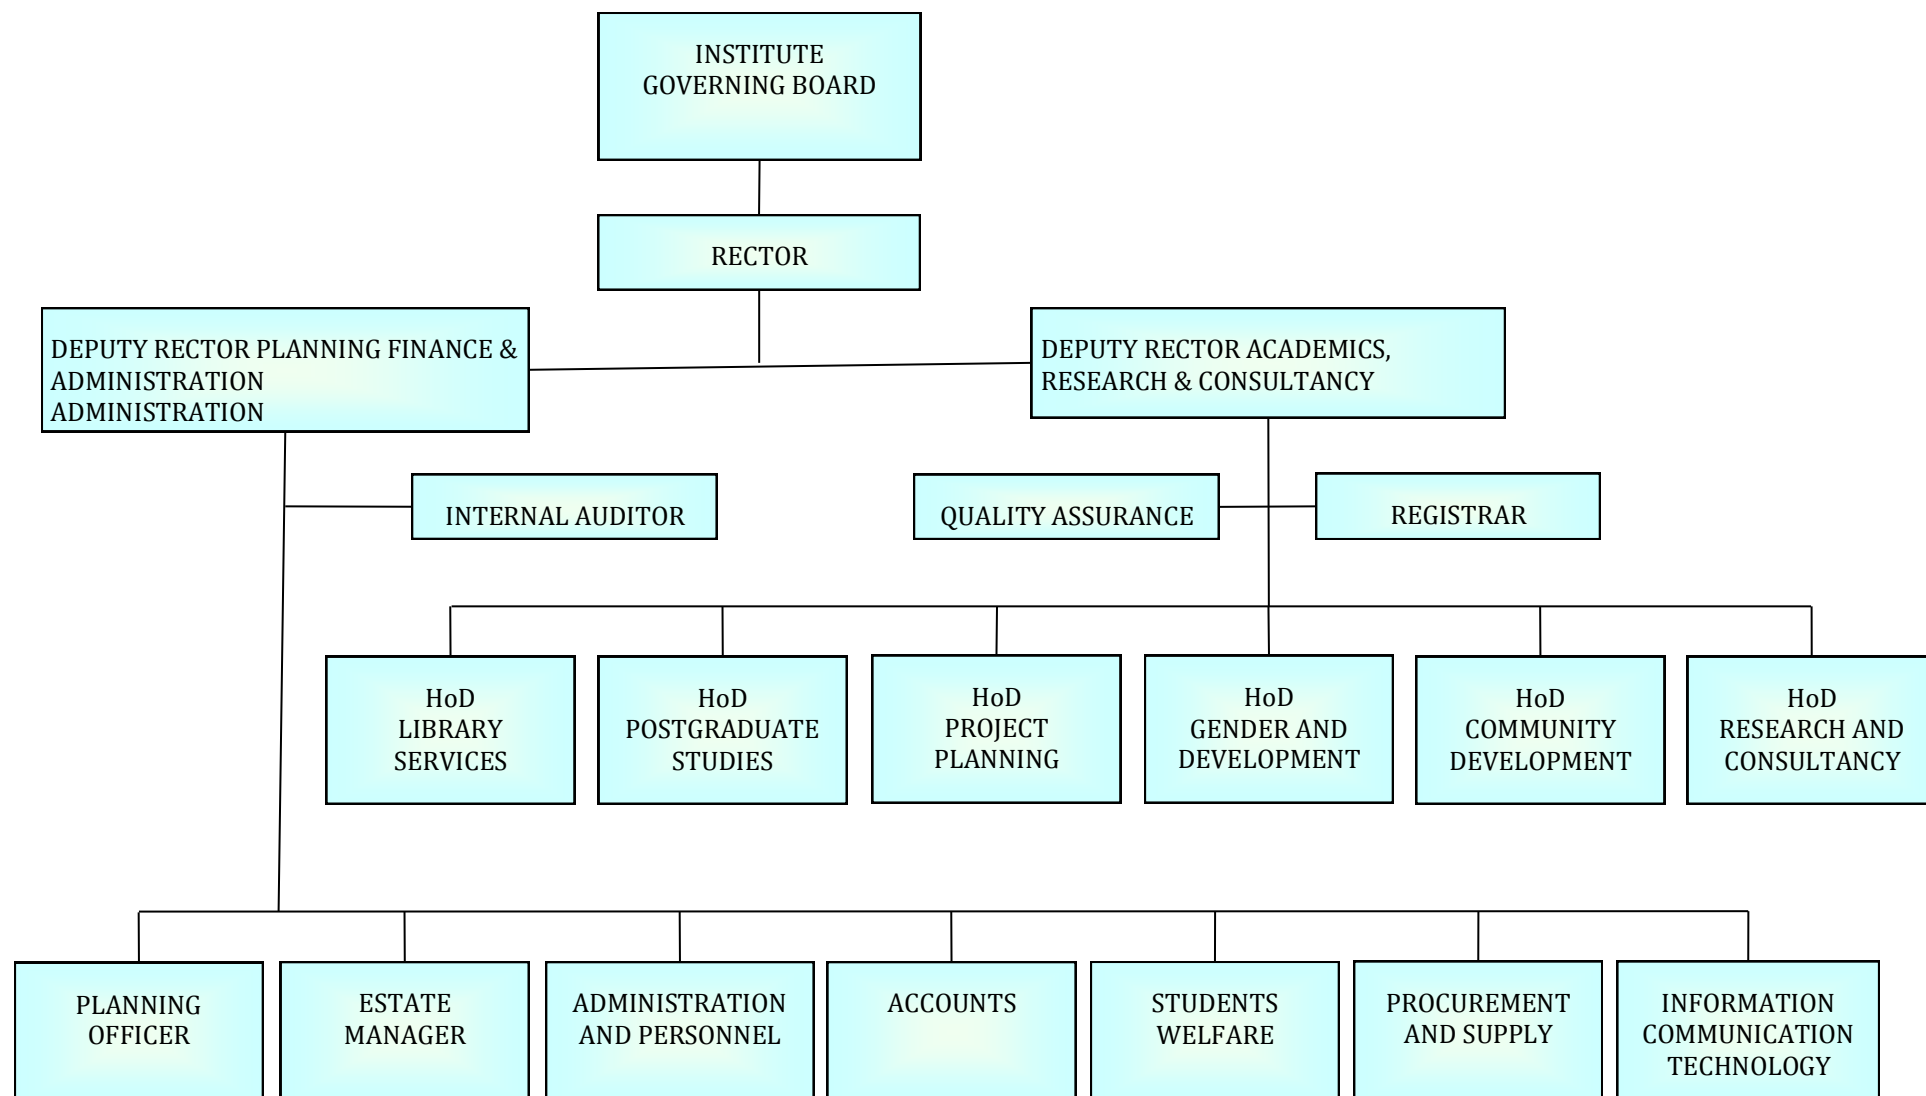 INSTITUTE
GOVERNING BOARD
RECTOR
DEPUTY RECTOR PLANNING FINANCE &
ADMINISTRATION
ADMINISTRATION
DEPUTY RECTOR ACADEMICS,
RESEARCH & CONSULTANCY
INTERNAL AUDITOR
QUALITY ASSURANCE
REGISTRAR
HoD
LIBRARY
SERVICES
HoD
POSTGRADUATE
STUDIES
HoD
PROJECT
PLANNING
HoD
GENDER AND
DEVELOPMENT
HoD
COMMUNITY
DEVELOPMENT
HoD
RESEARCH AND
CONSULTANCY
PLANNING
OFFICER
ESTATE
MANAGER
ADMINISTRATION
AND PERSONNEL
ACCOUNTS
STUDENTS
WELFARE
PROCUREMENT
AND SUPPLY
INFORMATION
COMMUNICATION
TECHNOLOGY